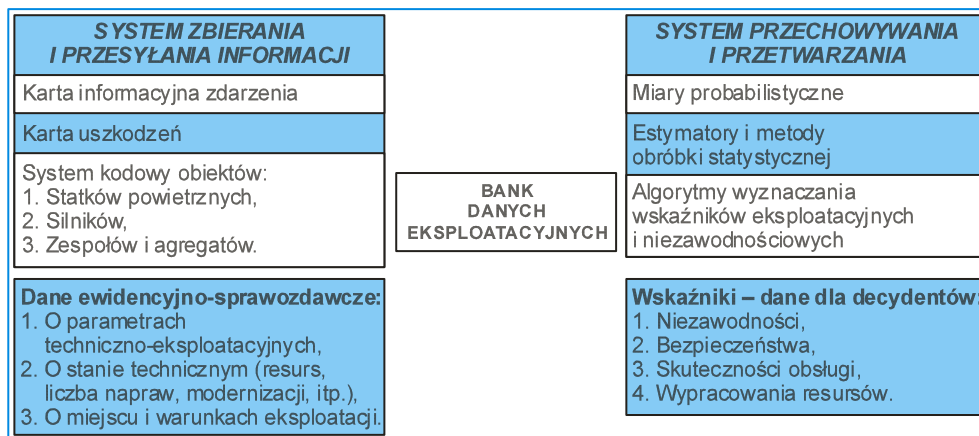 SYSTEM ZBIERANIA
I PRZESYŁANIA INFORMACJI
Karta informacyjna zdarzenia
Karta uszkodzeń
System kodowy obiektów:
1. Statków powietrznych,
2. Silników,
3. Zespołów i agregatów.
Dane ewidencyjno-sprawozdawcze:
1. O parametrach
techniczno-eksploatacyjnych,
2. O stanie technicznym (resurs,
liczba napraw, modernizacji, itp.),
3. O miejscu i warunkach eksploatacji.
BANK
DANYCH
EKSPLOATACYJNYCH
SYSTEM PRZECHOWYWANIA
I PRZETWARZANIA
Miary probabilistyczne
Estymatory i metody
obróbki statystycznej
Algorytmy wyznaczania
wskaźników eksploatacyjnych
i niezawodnościowych
Wskaźniki – dane dla decydentów:
1. Niezawodności,
2. Bezpieczeństwa,
3. Skuteczności obsługi,
4. Wypracowania resursów.